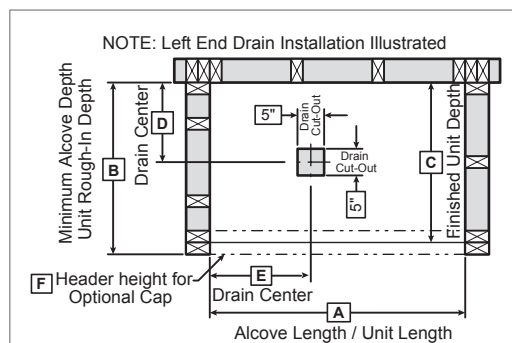 NOTE: Left End Drain Installation Illustrated
Minimum Alcove Depth
Unit Rough-In Depth
B
Drain Center
D
5"
Drain
Cut-Out
Drain
Cut-Out
5"
C
Finished Unit Depth
F Header height for
Optional Cap
E
Drain Center
A
Alcove Length / Unit Length